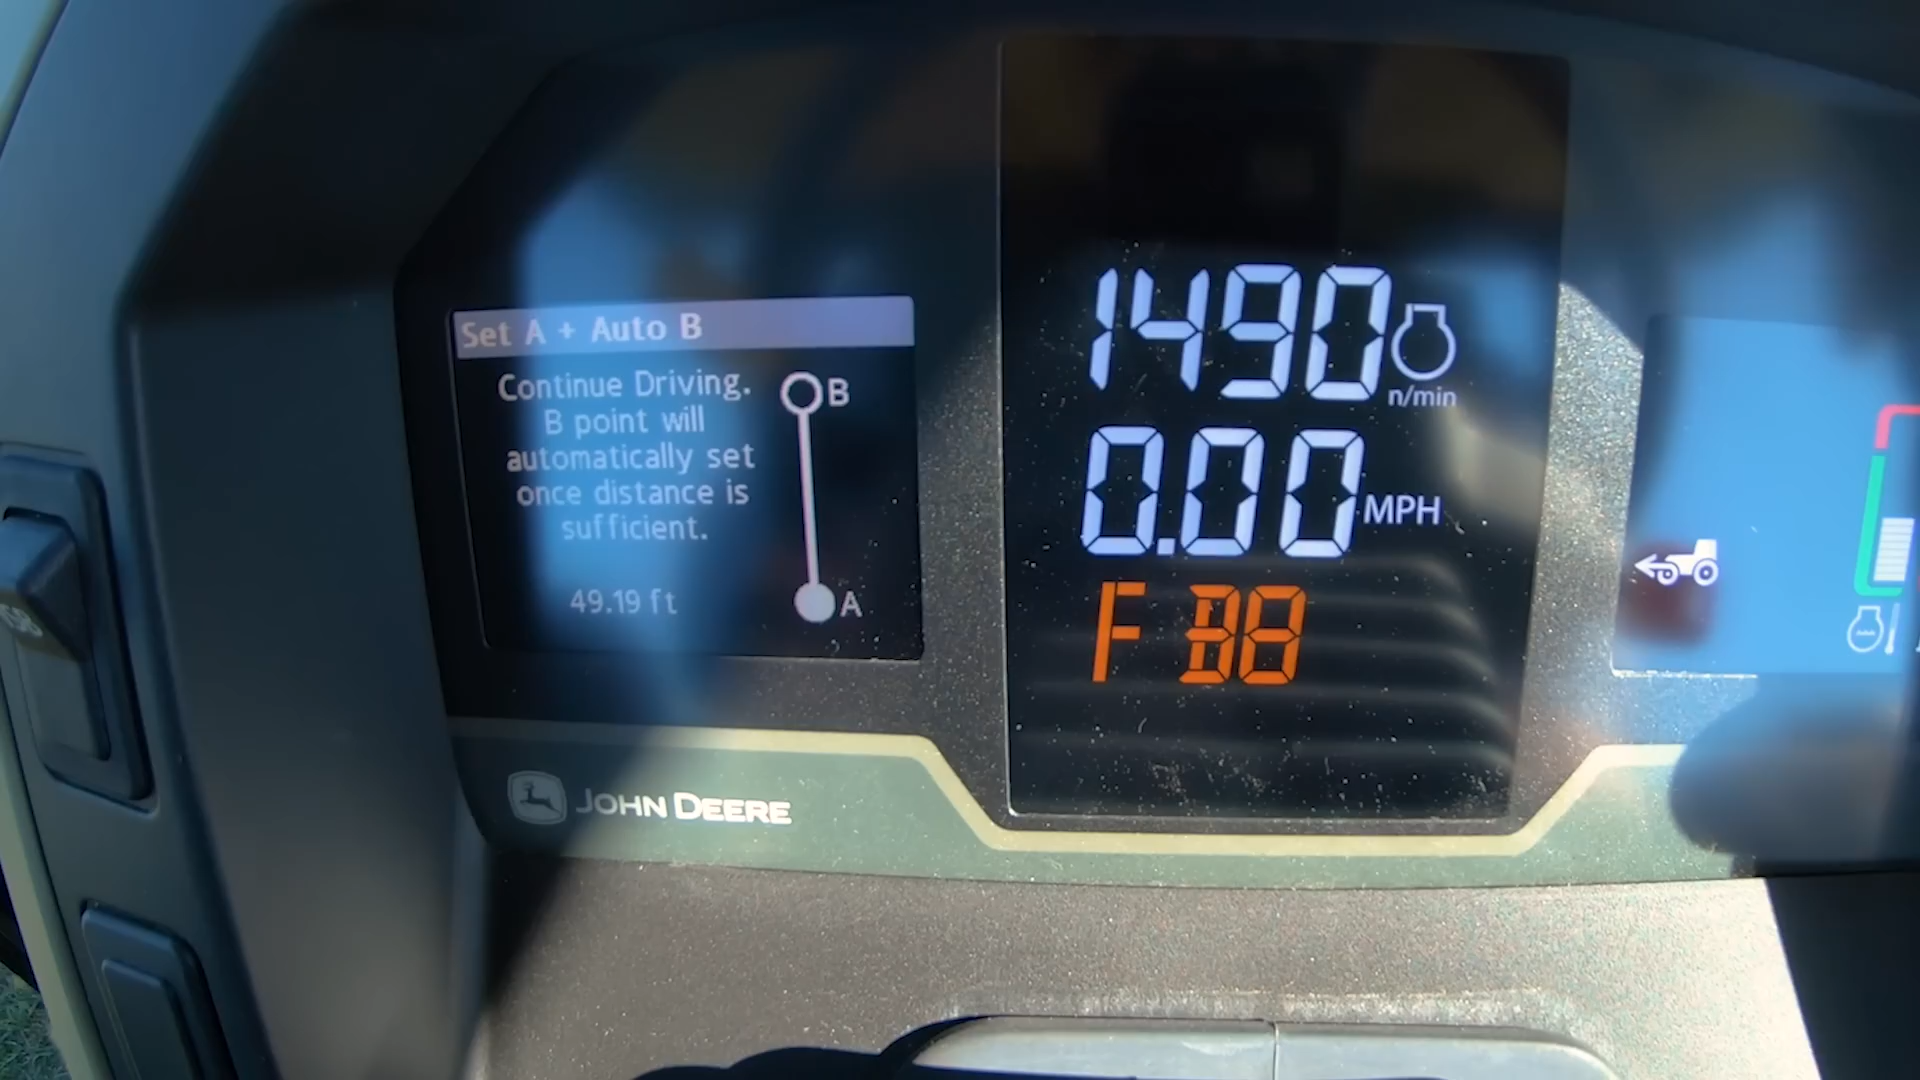 Set A + Auto B
Continue Driving.
B point will
automatically set
once distance is
sufficient.
49.19 ft
B
A
1490
n/min
0.00 MPH
F B8
JOHN DEERE